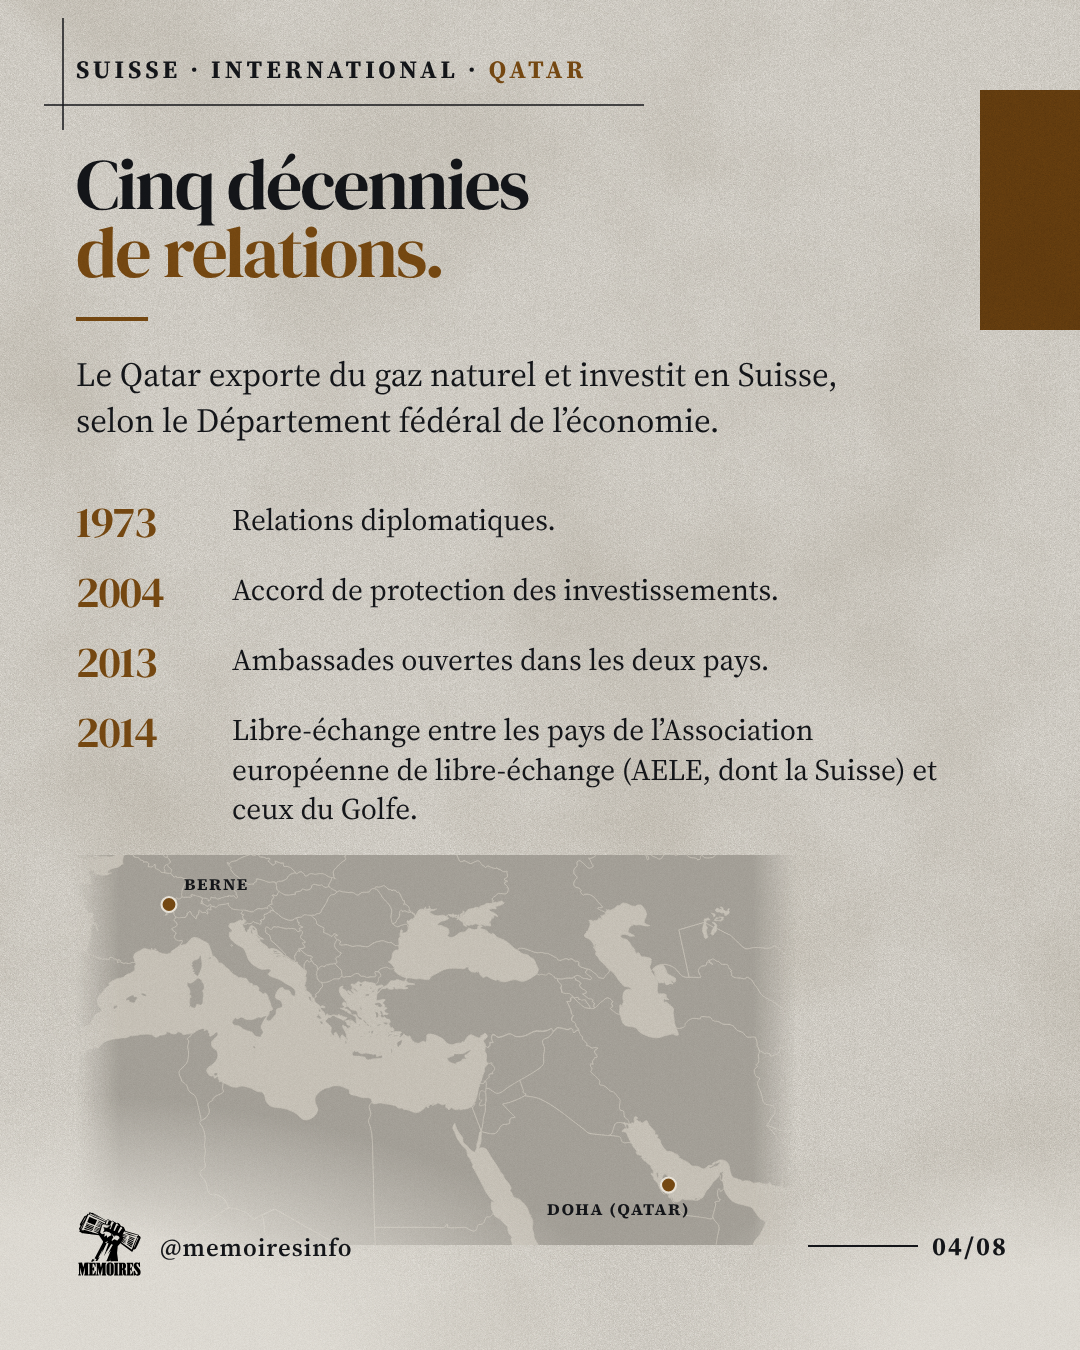 SUISSE · INTERNATIONAL · QATAR
Cinq décennies
de relations.
Le Qatar exporte du gaz naturel et investit en Suisse,
selon le Département fédéral de l’économie.
1973 Relations diplomatiques.
2004 Accord de protection des investissements.
2013 Ambassades ouvertes dans les deux pays.
2014 Libre-échange entre les pays de l’Association
européenne de libre-échange (AELE, dont la Suisse) et
ceux du Golfe.
BERNE
DOHA (QATAR)
MÉMOIRES
@memoiresinfo
04/08